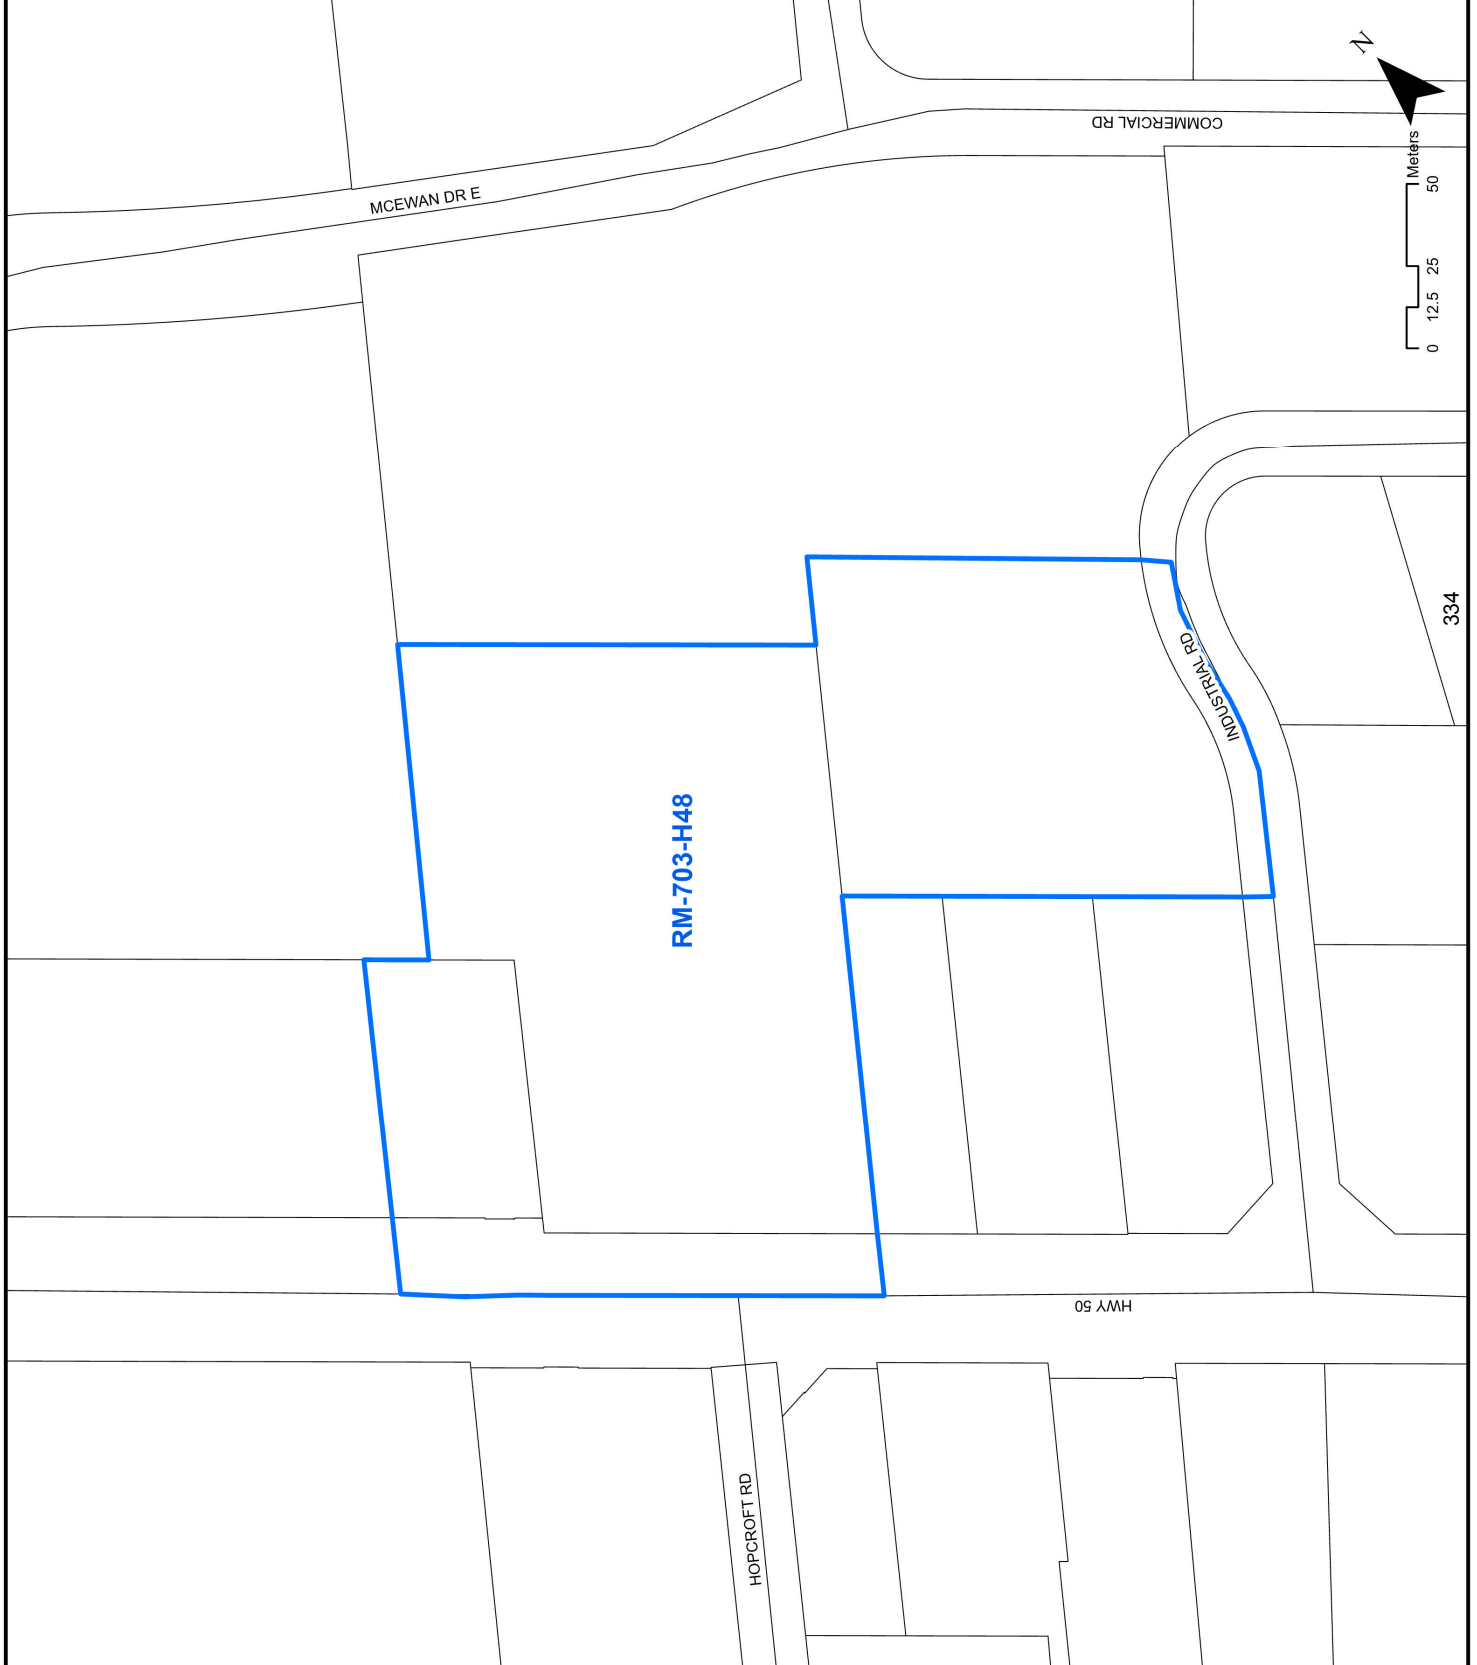 N
COMMERCIAL RD
Meters
MCEWAN DR E
0 12.5 25 50
334
INDUSTRIAL RD
RM-703-H48
HWY 50
HOPCROFT RD